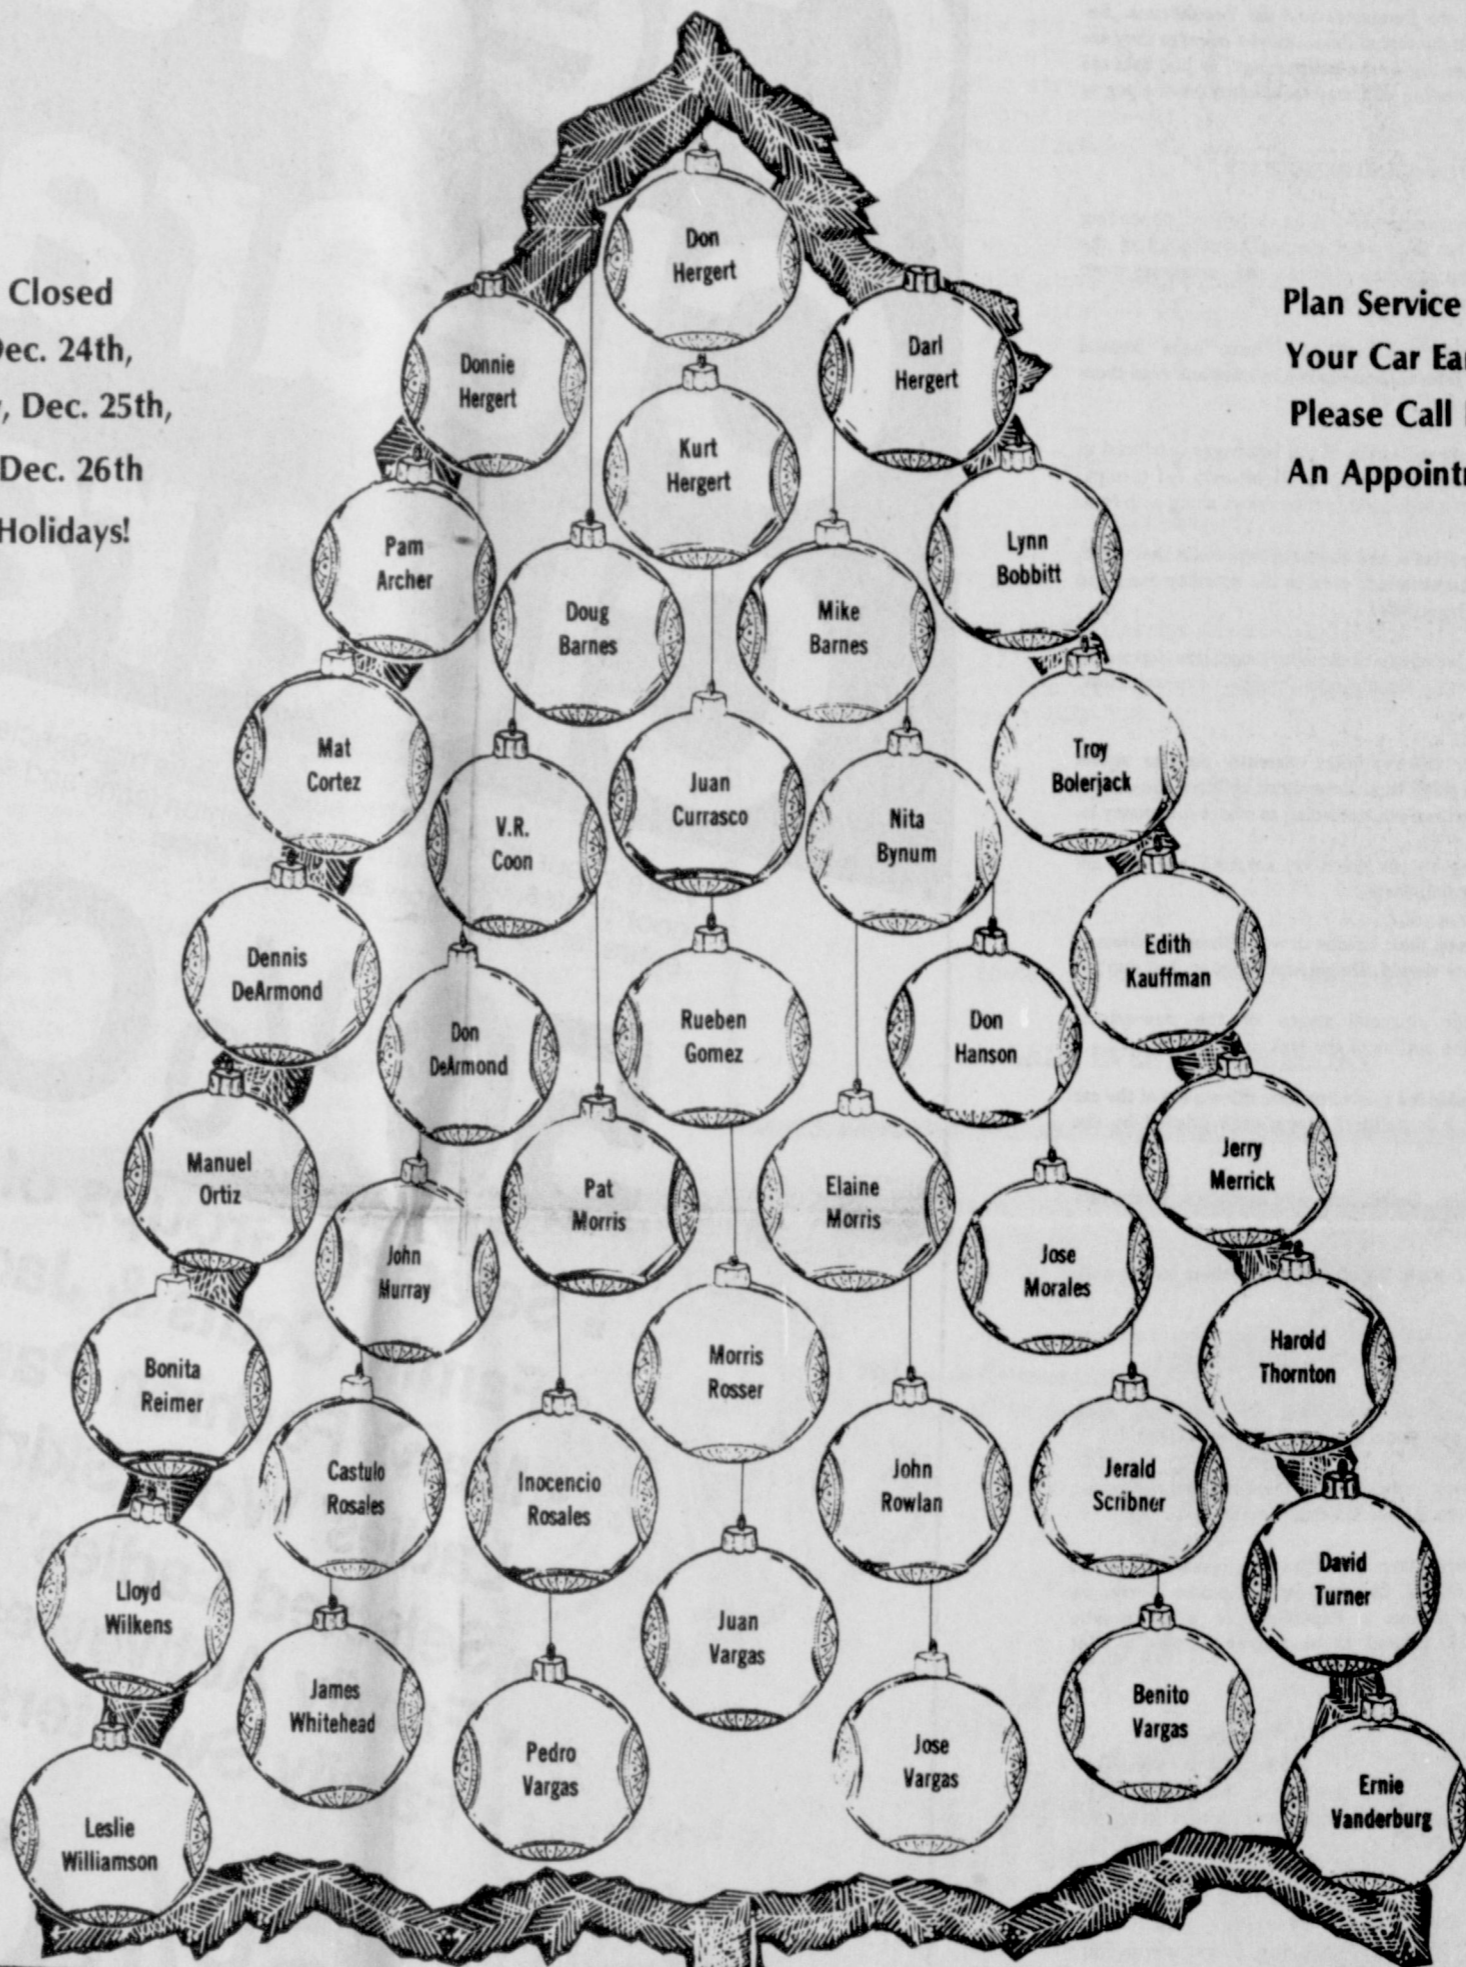 Closed
Dec. 24th,
, Dec. 25th,
Dec. 26th
Holidays!
Plan Service
Your Car
Please Call
An
Don
Hergert
Donnie
Hergert
Darl
Hergert
Kurt
Hergert
Pam
Archer
Lynn
Bobbitt
Doug
Barnes
Mike
Barnes
Mat
Cortez
Troy
Bolerjack
V.R.
Coon
Juan
Currasco
Nita
Bynum
Dennis
DeArmond
Edith
Kauffman
Don
DeArmond
Rueben
Gomez
Don
Hanson
Manuel
Ortiz
Jerry
Merrick
Pat
Morris
Elaine
Morris
John
Murray
Jose
Morales
Bonita
Reimer
Morris
Rosser
Harold
Thornton
Castulo
Rosales
Inocencio
Rosales
John
Rowlan
Jerald
Scribner
Lloyd
Wilkens
David
Turner
Juan
Vargas
James
Whitehead
Benito
Vargas
Pedro
Vargas
Jose
Vargas
Leslie
Williamson
Ernie
Vanderburg